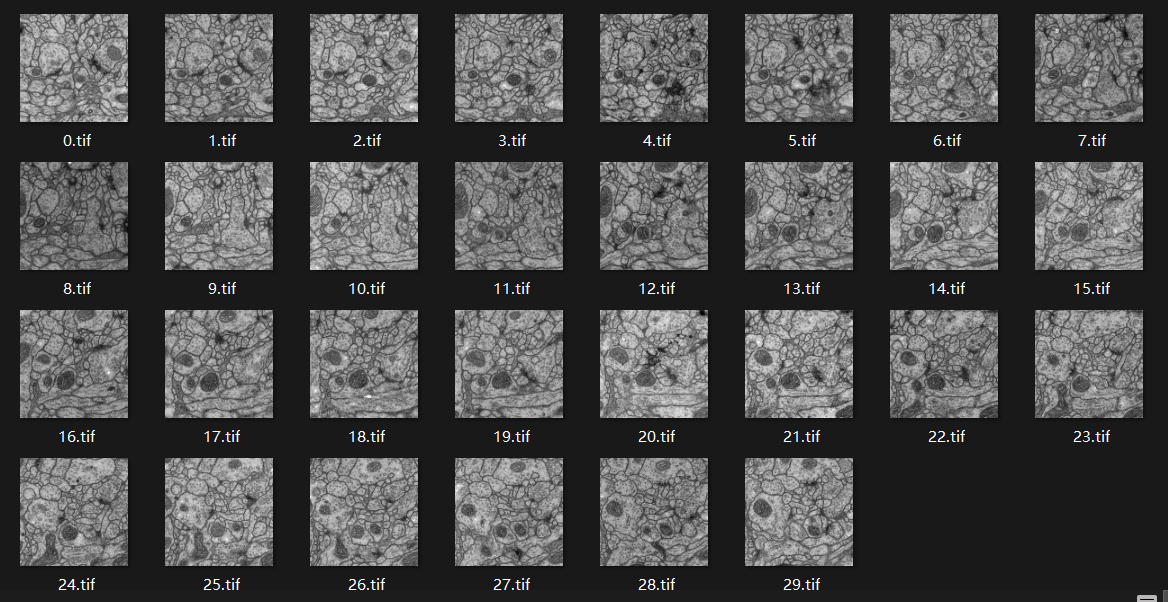 0.tif 1.tif 2.tif 3.tif 4.tif 5.tif 6.tif 7.tif
8.tif 9.tif 10.tif 11.tif 12.tif 13.tif 14.tif 15.tif
16.tif 17.tif 18.tif 19.tif 20.tif 21.tif 22.tif 23.tif
24.tif 25.tif 26.tif 27.tif 28.tif 29.tif